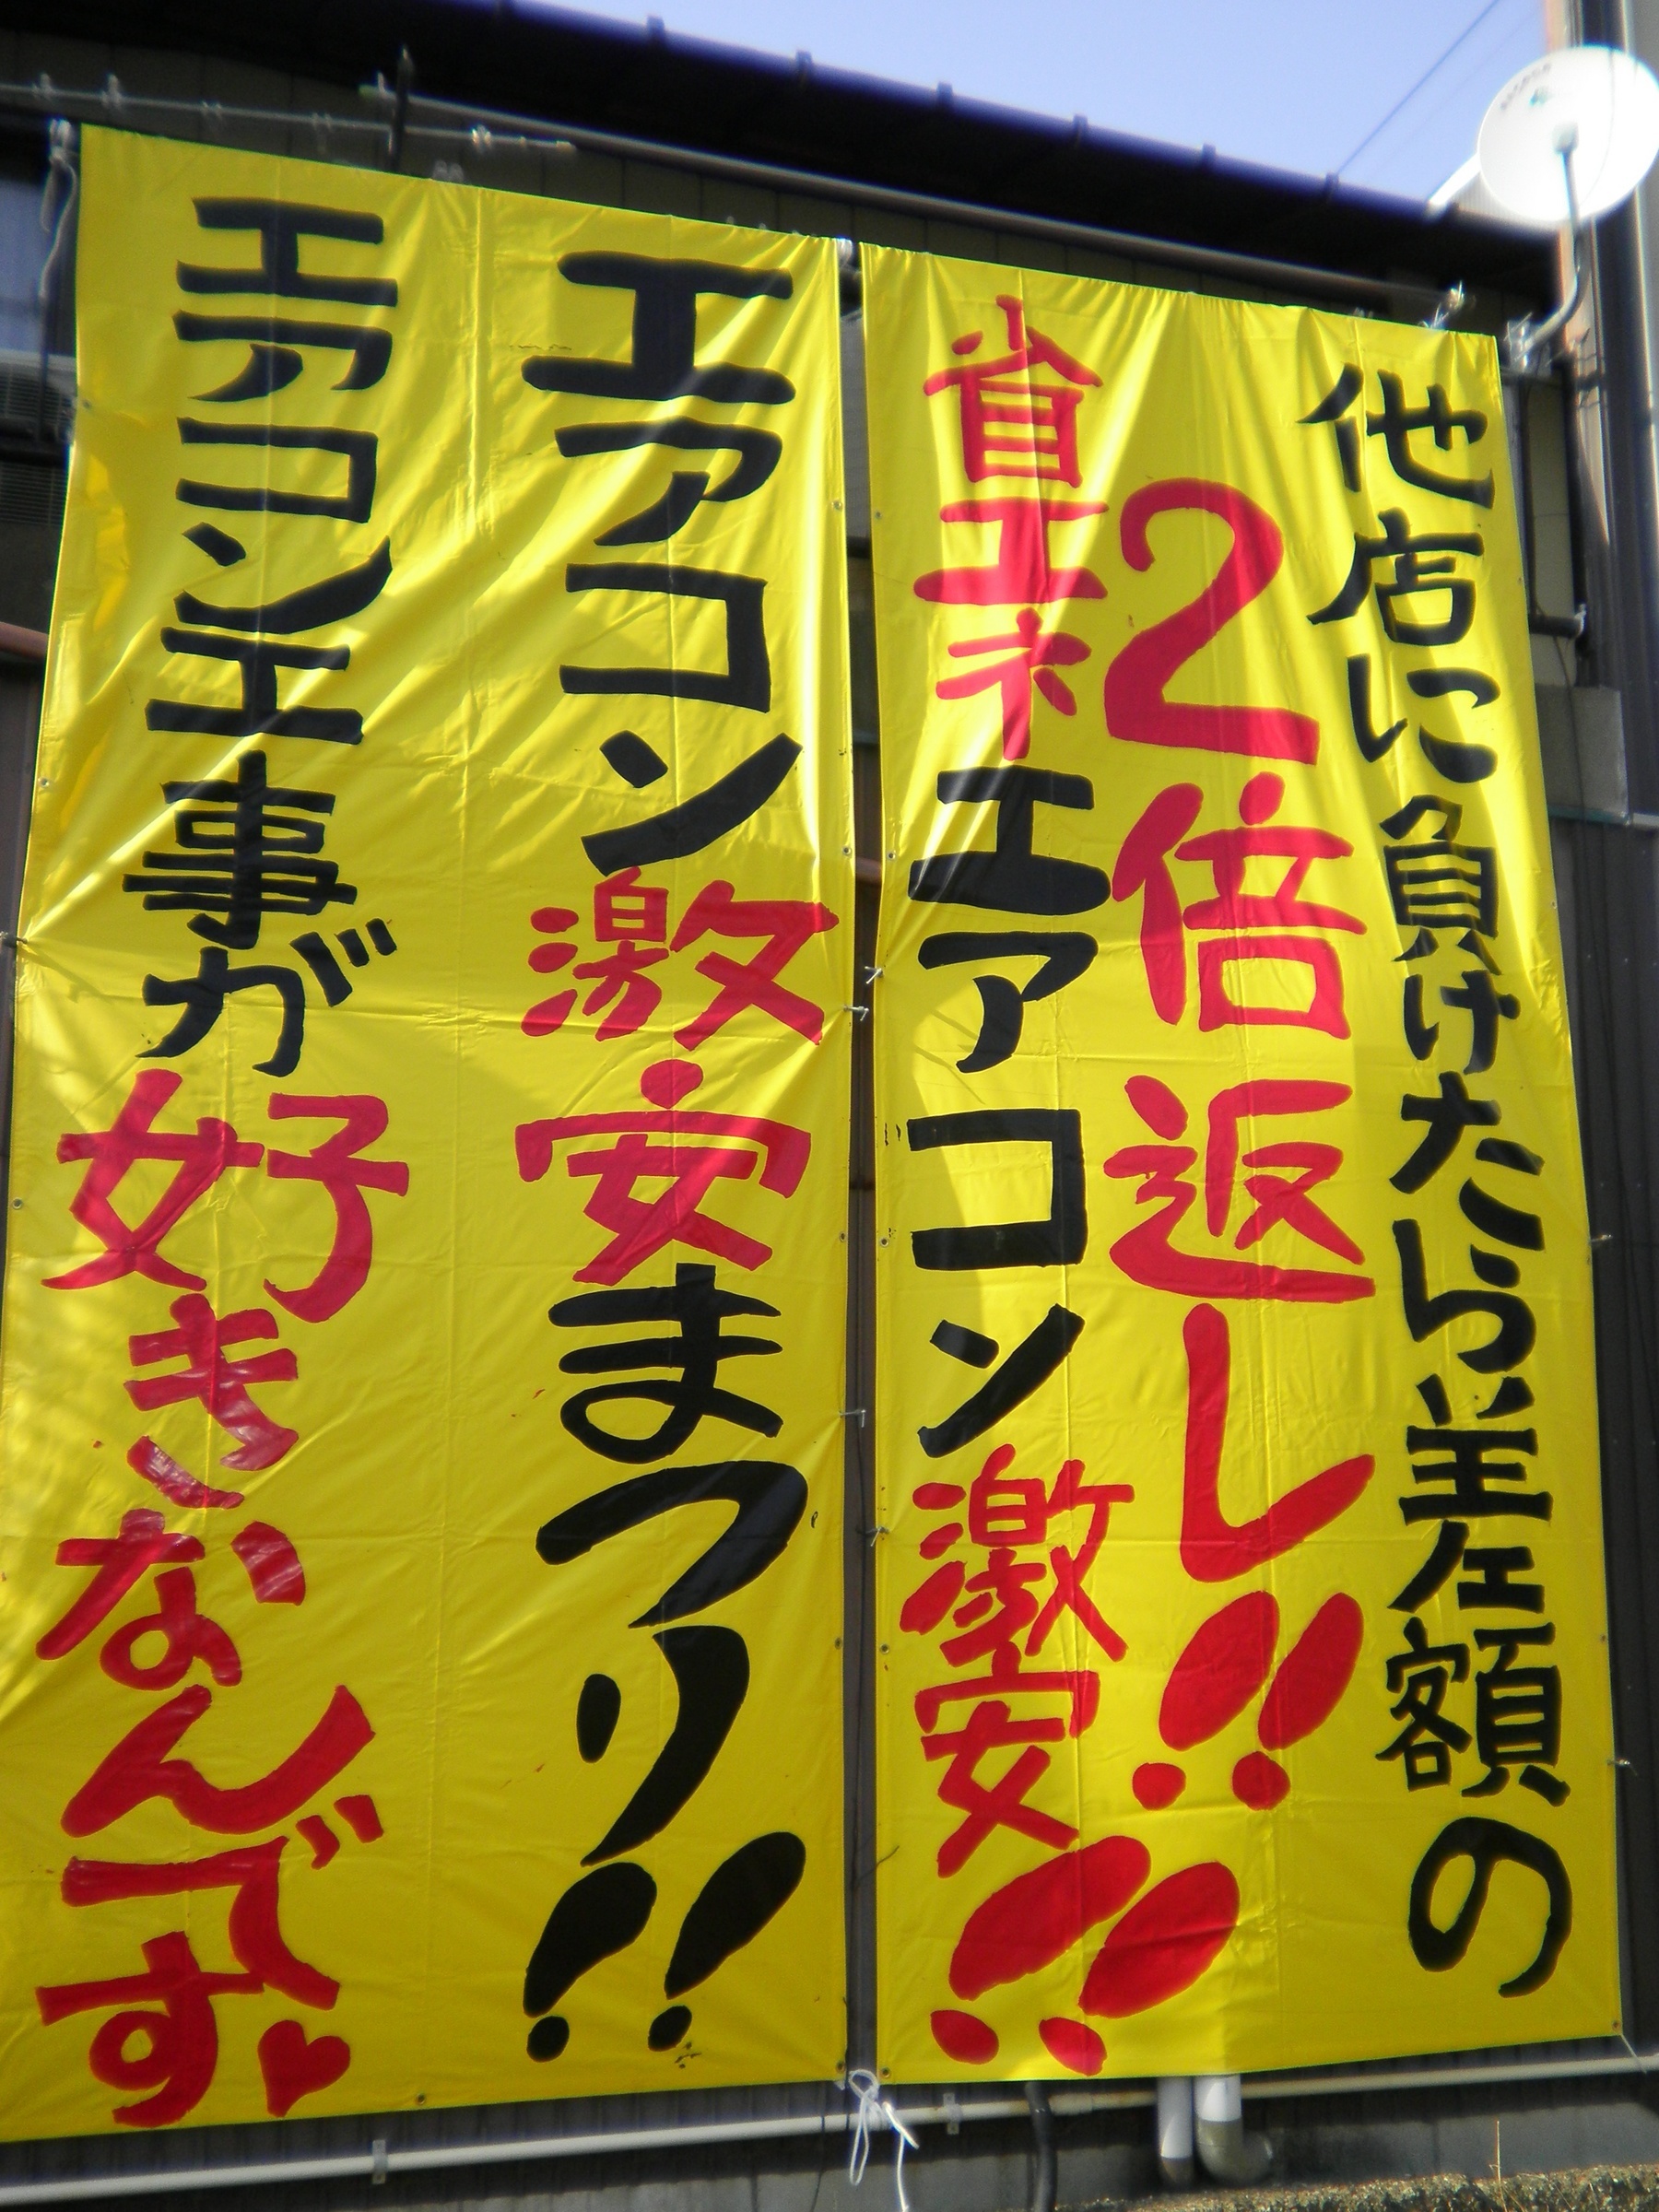 他店に負けたら差額の
2倍返し!!
省エネエアコン激安!!
エアコン激安まつり!!
エアコン工事が好きなんです♥